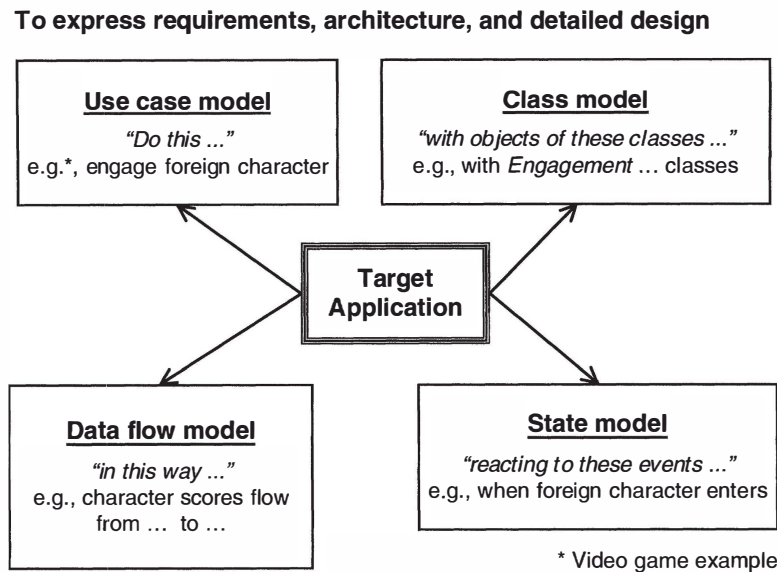 To express requirements, architecture, and detailed design
Use case model
“Do this ...”
e.g.*, engage foreign character
Class model
“with objects of these classes ...”
e.g., with Engagement ... classes
Target
Application
Data flow model
“in this way ...”
e.g., character scores flow
from ... to ...
State model
“reacting to these events ...”
e.g., when foreign character enters
* Video game example